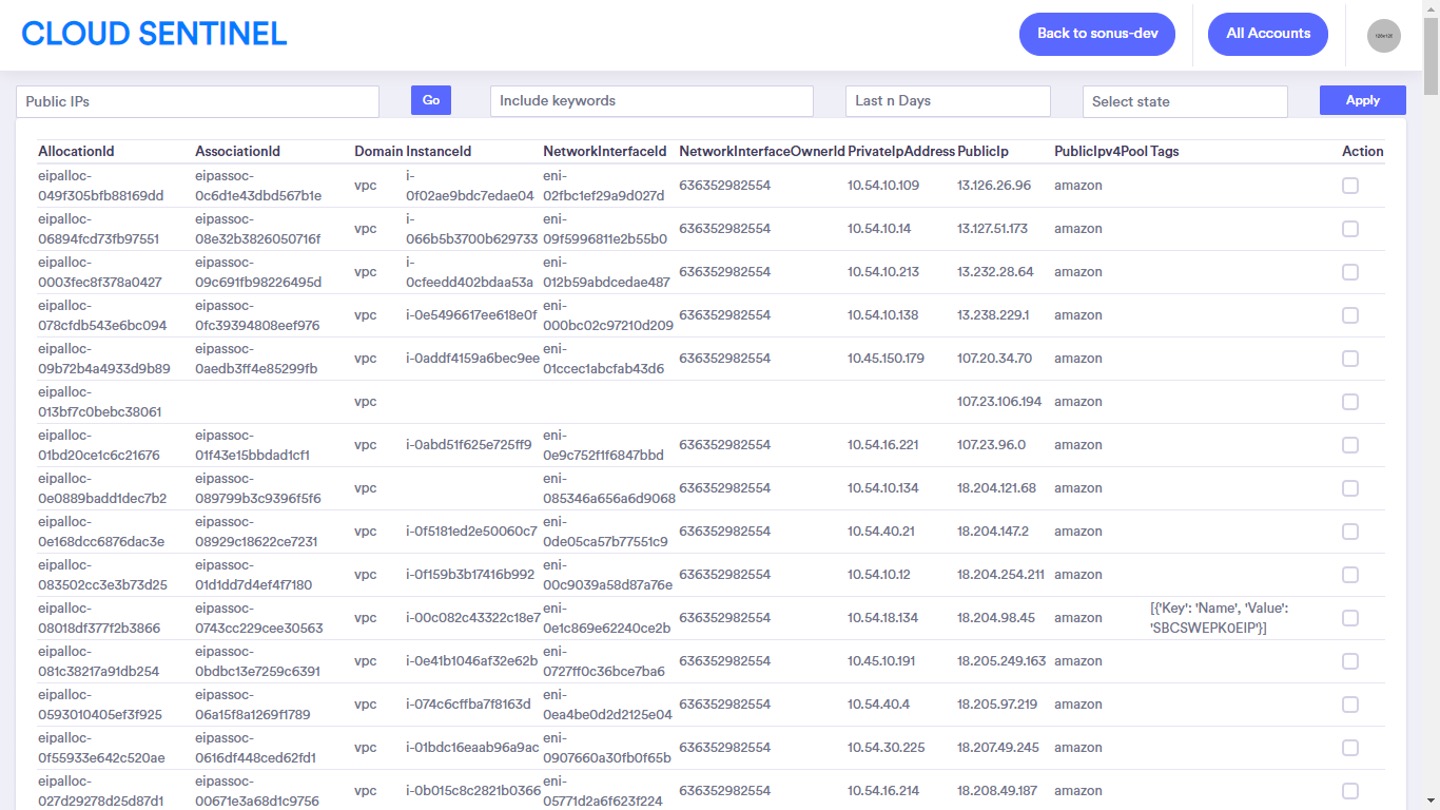 CLOUD SENTINEL
Back to sonus-dev
All Accounts
Public IPs
Go
Include keywords
Last n Days
Select state
Apply
AllocationId AssociationId Domain InstanceId NetworkInterfaceId NetworkInterfaceOwnerId PrivateIpAddress PublicIp PublicIpv4Pool Tags Action
eipalloc- eipassoc- i- eni-
049f305bfb88169dd 0c6d1e43dbd567b1e vpc 0f02ae9bdc7edae04 02fbc1ef29a9d027d 636352982554 10.54.10.109 13.126.26.96 amazon
eipalloc- eipassoc- i- eni-
06894fcd73fb97551 08e32b3826050716f vpc 066b5b3700b629733 09f5996811e2b55b0 636352982554 10.54.10.14 13.127.51.173 amazon
eipalloc- eipassoc- i- eni-
0003fec8f378a0427 09c691fb98226495d vpc 0cfeedd402bdaa53a 012b59abdcedae487 636352982554 10.54.10.213 13.232.28.64 amazon
eipalloc- eipassoc- eni-
078cfdb543e6bc094 0fc39394808eef976 vpc i-0e5496617ee618e0f 000bc02c97210d209 636352982554 10.54.10.138 13.238.229.1 amazon
eipalloc- eipassoc- eni-
09b72b4a4933d9b89 0aedb3ff4e85299fb vpc i-0addf4159a6bec9ee 01ccec1abcfab43d6 636352982554 10.45.150.179 107.20.34.70 amazon
eipalloc-
013bf7c0bebc38061 vpc 107.23.106.194 amazon
eipalloc- eipassoc- eni-
01bd20ce1c6c21676 01f43e15bbdad1cf1 vpc i-0abd51f625e725ff9 0e9c752f1f6847bbd 636352982554 10.54.16.221 107.23.96.0 amazon
eipalloc- eipassoc- eni-
0e0889badd1dec7b2 089799b3c9396f5f6 vpc 085346a656a6d9068 636352982554 10.54.10.134 18.204.121.68 amazon
eipalloc- eipassoc- eni-
0e168dcc6876dac3e 08929c18622ce7231 vpc i-0f5181ed2e50060c7 0de05ca57b77551c9 636352982554 10.54.40.21 18.204.147.2 amazon
eipalloc- eipassoc- eni-
083502cc3e3b73d25 01d1dd7d4ef4f7180 vpc i-0f159b3b17416b992 00c9039a58d87a76e 636352982554 10.54.10.12 18.204.254.211 amazon
eipalloc- eipassoc- eni- [{'Key': 'Name', 'Value':
08018df377f2b3866 0743cc229cee30563 vpc i-00c082c43322c18e7 0e1c869e62240ce2b 636352982554 10.54.18.134 18.204.98.45 amazon 'SBCSWEPK0EIP'}]
eipalloc- eipassoc- eni-
081c38217a91db254 0bdbc13e7259c6391 vpc i-0e41b1046af32e62b 0727ff0c36bce7ba6 636352982554 10.45.10.191 18.205.249.163 amazon
eipalloc- eipassoc- eni-
0593010405ef3f925 06a15f8a1269f1789 vpc i-074c6cffba7f8163d 0ea4be0d2d2125e04 636352982554 10.54.40.4 18.205.97.219 amazon
eipalloc- eipassoc- eni-
0f55933e642c520ae 0616df448ced62fd1 vpc i-01bdc16eaab96a9ac 0907660a30fb0f65b 636352982554 10.54.30.225 18.207.49.245 amazon
eipalloc- eipassoc- eni-
027d29278d25d87d1 00671e3a68d1c9756 vpc i-0b015c8c2821b0366 05771d2a6f623f224 636352982554 10.54.16.214 18.208.49.187 amazon